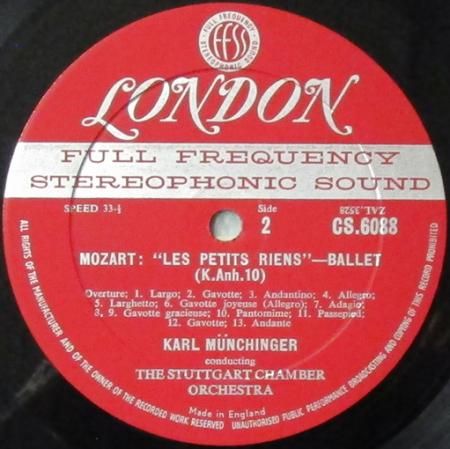 FULL FREQUENCY
FFSS
STEREOPHONIC SOUND
LONDON
FULL FREQUENCY
STEREOPHONIC SOUND
SPEED 33-⅓
Side
2
ZAL.3528
CS.6088
MOZART: "LES PETITS RIENS"—BALLET
(K.Anh.10)
Overture; 1. Largo; 2. Gavotte; 3. Andantino; 4. Allegro;
5. Larghetto; 6. Gavotte joyeuse (Allegro); 7. Adagio;
8, 9. Gavotte gracieuse; 10. Pantomime; 11. Passepied;
12. Gavotte; 13. Andante
KARL MÜNCHINGER
conducting
THE STUTTGART CHAMBER
ORCHESTRA
Made in England
ALL RIGHTS OF THE MANUFACTURER AND OF THE OWNER OF THE RECORDED WORK RESERVED UNAUTHORISED PUBLIC PERFORMANCE BROADCASTING AND COPYING OF THIS RECORD PROHIBITED